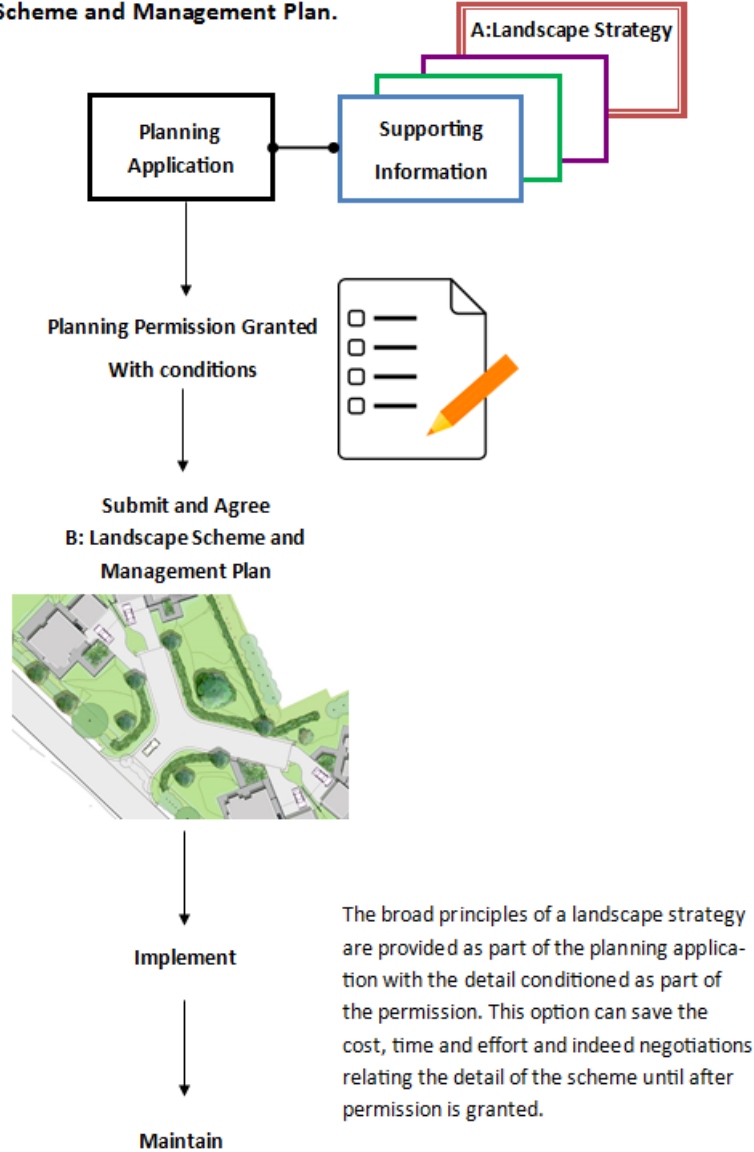 Scheme and Management Plan.
A:Landscape Strategy
Planning
Application
Supporting
Information
Planning Permission Granted
With conditions
Submit and Agree
B: Landscape Scheme and
Management Plan
Implement
The broad principles of a landscape strategy
are provided as part of the planning applica-
tion with the detail conditioned as part of
the permission. This option can save the
cost, time and effort and indeed negotiations
relating the detail of the scheme until after
permission is granted.
Maintain